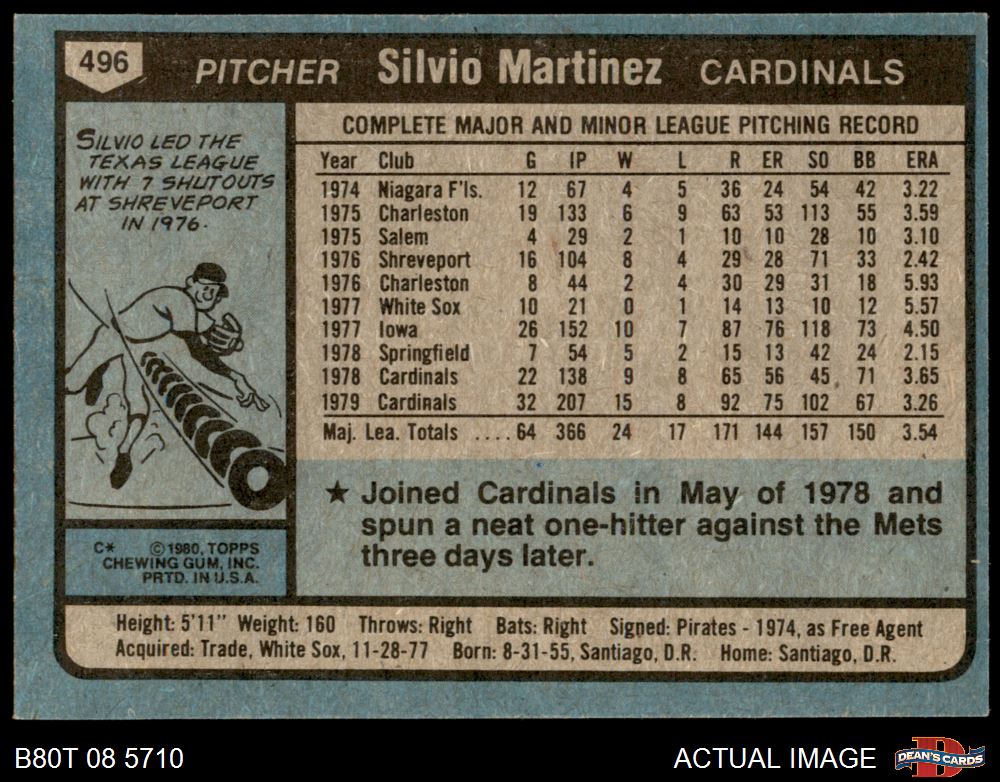 496 PITCHER Silvio Martinez CARDINALS
SILVIO LED THE
TEXAS LEAGUE
WITH 7 SHUTOUTS
AT SHREVEPORT
IN 1976.
COMPLETE MAJOR AND MINOR LEAGUE PITCHING RECORD
Year Club G IP W L R ER SO BB ERA
1974 Niagara F'ls. 12 67 4 5 36 24 54 42 3.22
1975 Charleston 19 133 6 9 63 53 113 55 3.59
1975 Salem 4 29 2 1 10 10 28 10 3.10
1976 Shreveport 16 104 8 4 29 28 71 33 2.42
1976 Charleston 8 44 2 4 30 29 31 18 5.93
1977 White Sox 10 21 0 1 14 13 10 12 5.57
1977 Iowa 26 152 10 7 87 76 118 73 4.50
1978 Springfield 7 54 5 2 15 13 42 24 2.15
1978 Cardinals 22 138 9 8 65 56 45 71 3.65
1979 Cardinals 32 207 15 8 92 75 102 67 3.26
Maj. Lea. Totals ....64 366 24 17 171 144 157 150 3.54
★ Joined Cardinals in May of 1978 and
spun a neat one-hitter against the Mets
three days later.
C* ©1980, TOPPS
CHEWING GUM, INC.
PRTD. IN U.S.A.
Height: 5'11" Weight: 160 Throws: Right Bats: Right Signed: Pirates - 1974, as Free Agent
Acquired: Trade, White Sox, 11-28-77 Born: 8-31-55, Santiago, D.R. Home: Santiago, D.R.
B80T 08 5710 ACTUAL IMAGE D DEAN'S CARDS